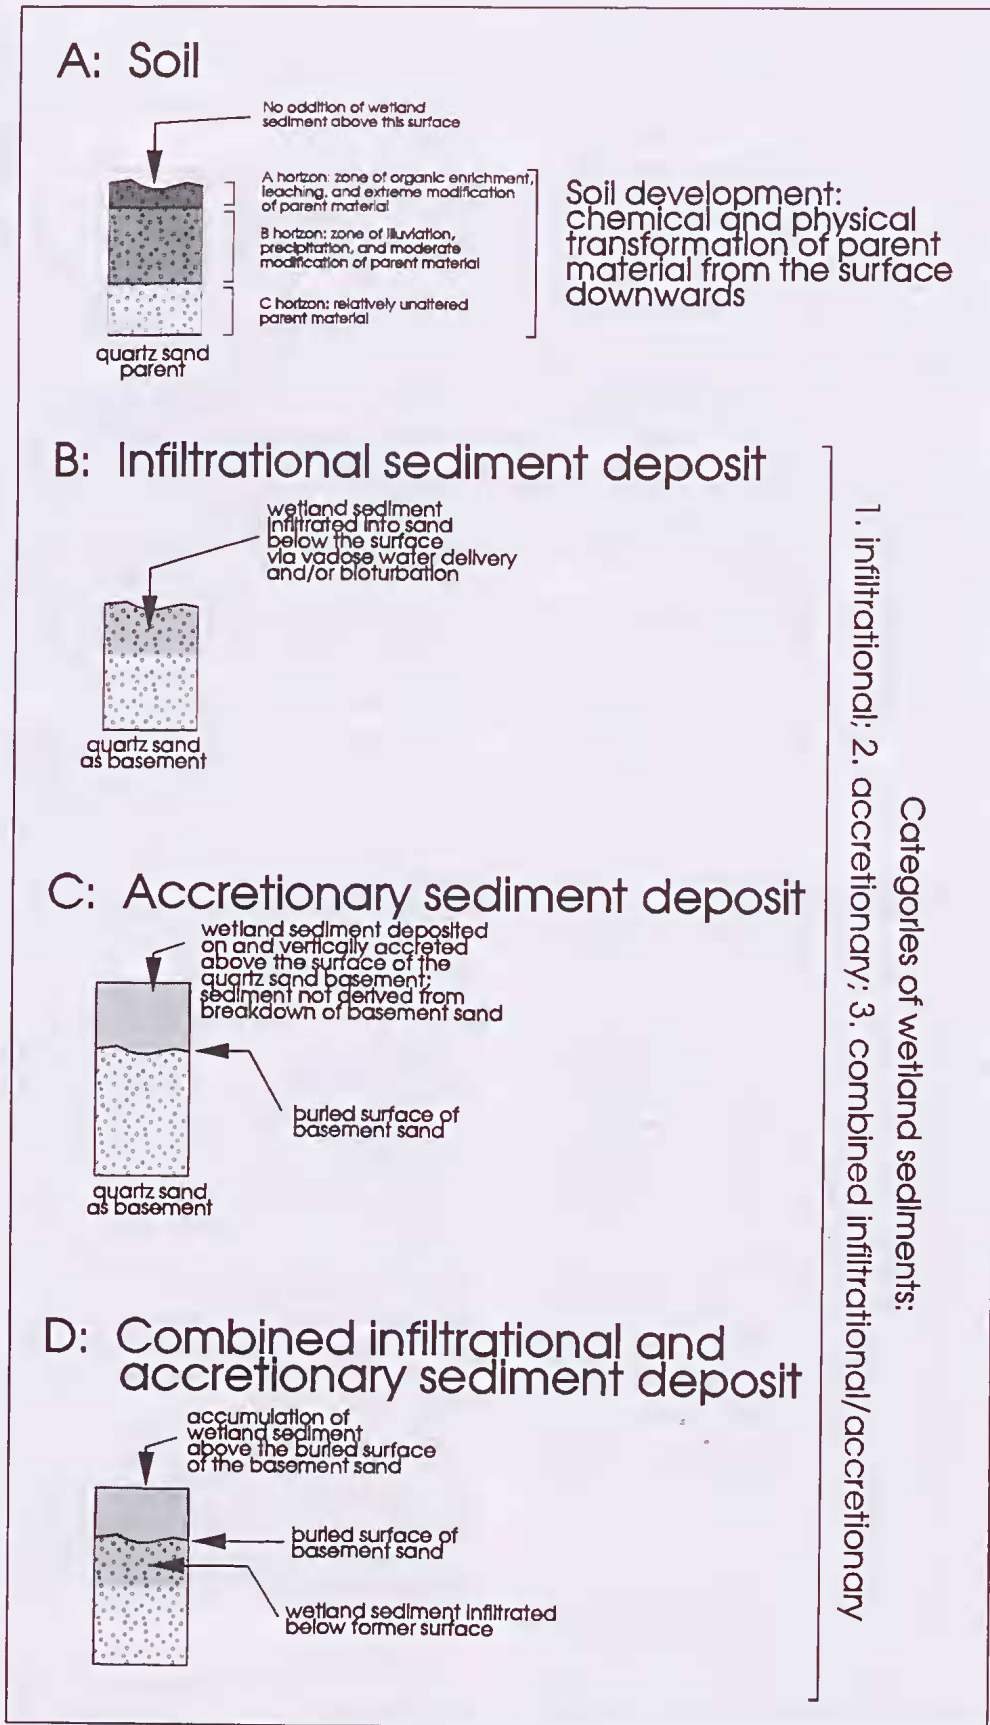 A: Soil
No addition of wetland
sediment above this surface
A horizon: zone of organic enrichment,
leaching, and extreme modification
of parent material
B horizon: zone of illuviation,
precipitation, and moderate
modification of parent material
C horizon: relatively unaltered
parent material
quartz sand
parent
Soil development:
chemical and physical
transformation of parent
material from the surface
downwards
B: Infiltrational sediment deposit
wetland sediment
infiltrated into sand
below the surface
via vadose water delivery
and/or bioturbation
quartz sand
as basement
C: Accretionary sediment deposit
wetland sediment deposited
on and vertically accreted
above the surface of the
quartz sand basement;
sediment not derived from
breakdown of basement sand
buried surface of
basement sand
quartz sand
as basement
D: Combined infiltrational and
accretionary sediment deposit
accumulation of
wetland sediment
above the buried surface
of the basement sand
buried surface of
basement sand
wetland sediment infiltrated
below former surface
Categories of wetland sediments:
1. infiltrational; 2. accretionary; 3. combined infiltrational/accretionary